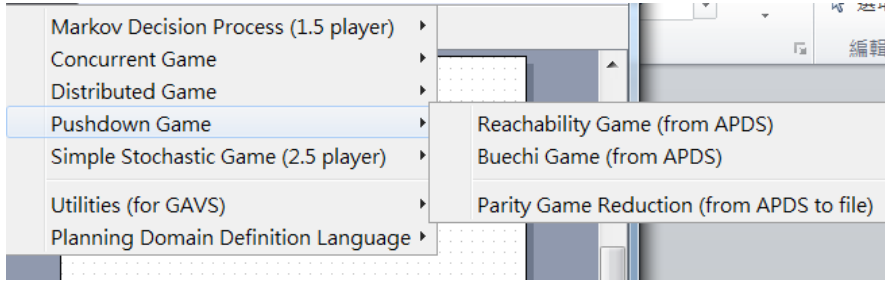 Markov Decision Process (1.5 player)
Concurrent Game
Distributed Game
Pushdown Game
Simple Stochastic Game (2.5 player)
Utilities (for GAVS)
Planning Domain Definition Language
Reachability Game (from APDS)
Buechi Game (from APDS)
Parity Game Reduction (from APDS to file)
編輯